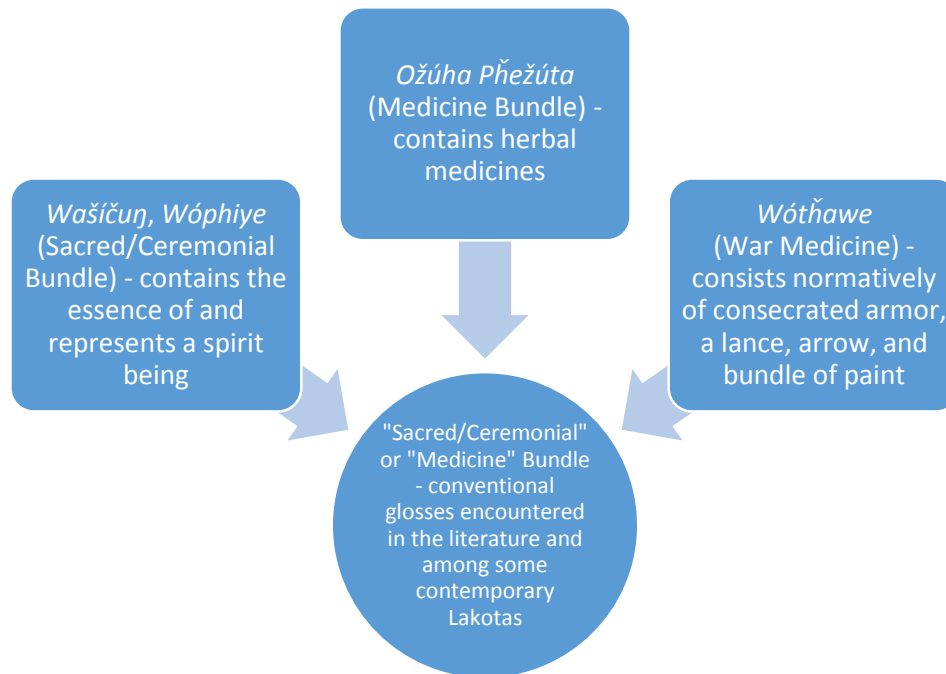 Ožúha Pȟežúta
(Medicine Bundle) -
contains herbal
medicines
Wašíčuŋ, Wóphiye
(Sacred/Ceremonial
Bundle) - contains the
essence of and
represents a spirit
being
Wótȟawe
(War Medicine) -
consists normatively
of consecrated armor,
a lance, arrow, and
bundle of paint
"Sacred/Ceremonial"
or "Medicine" Bundle
- conventional
glosses encountered
in the literature and
among some
contemporary
Lakotas